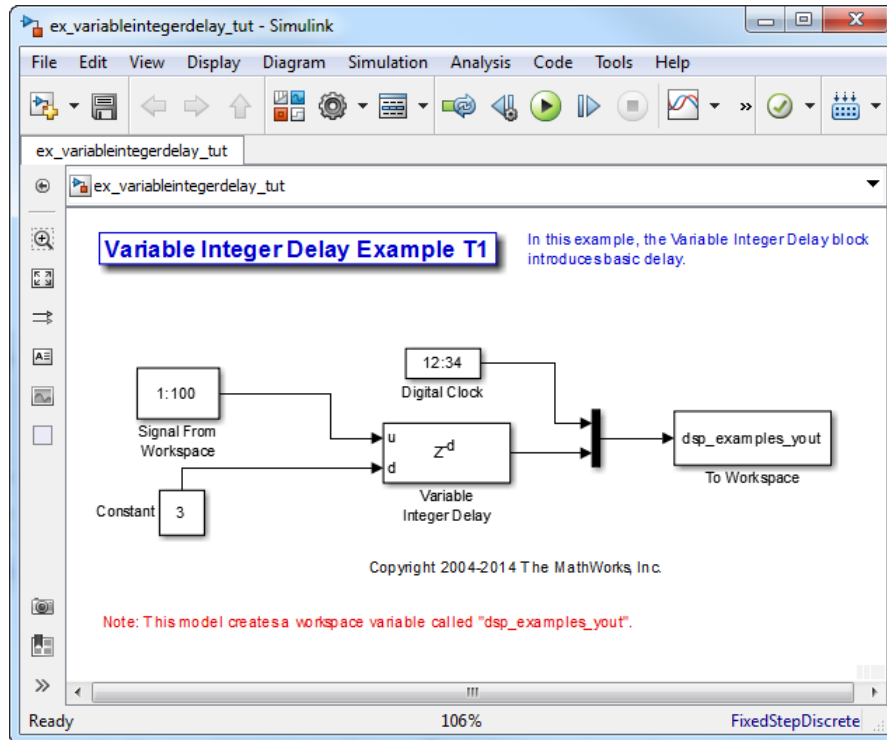 ex_variableintegerdelay_tut - Simulink
File Edit View Display Diagram Simulation Analysis Code Tools Help
ex_variableintegerdelay_tut
ex_variableintegerdelay_tut
Variable Integer Delay Example T1
In this example, the Variable Integer Delay block
introduces basic delay.
12:34
Digital Clock
1:100
Signal From
Workspace
u
d
Z-d
Variable
Integer Delay
dsp_examples_yout
To Workspace
Constant
3
Copyright 2004-2014 The MathWorks, Inc.
Note: This model creates a workspace variable called "dsp_examples_yout".
Ready 106% FixedStepDiscrete